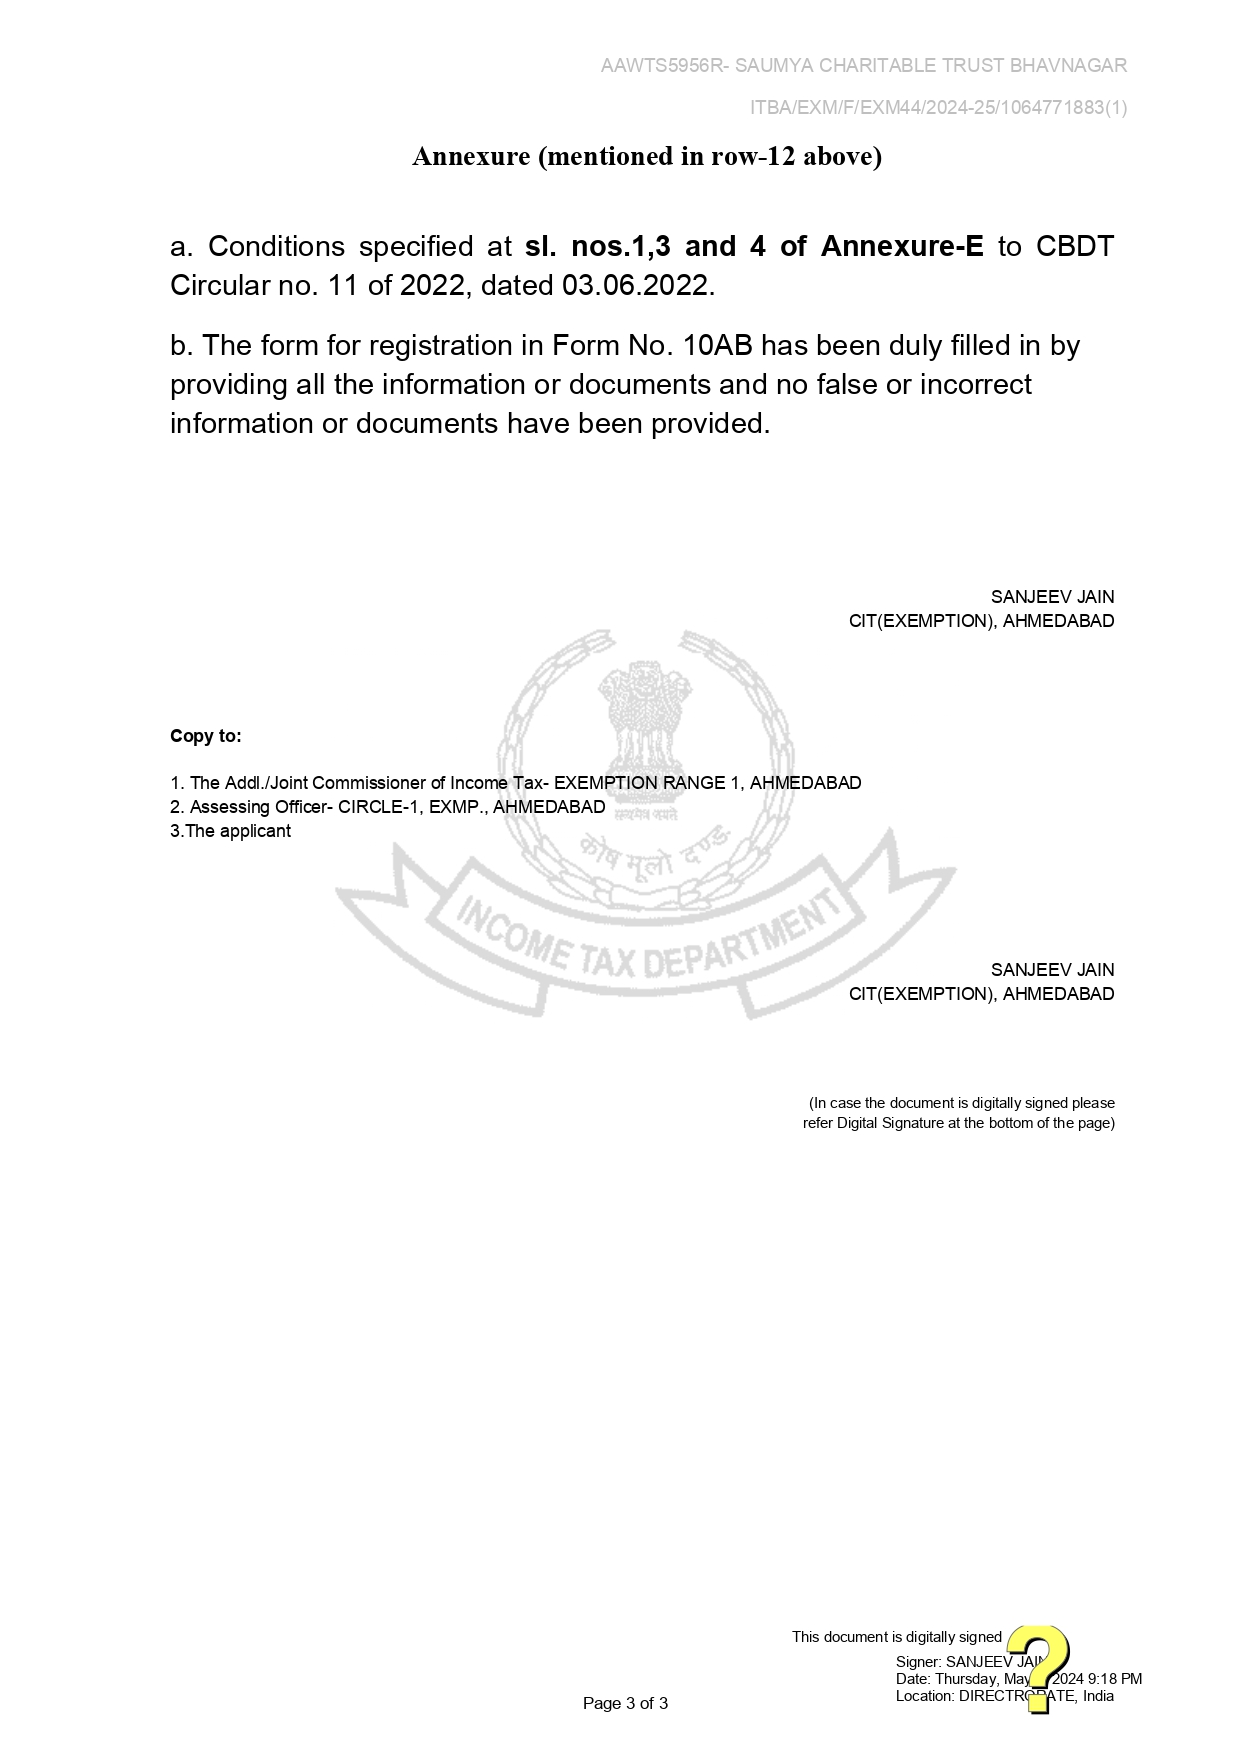 AAWTS5956R- SAUMYA CHARITABLE TRUST BHAVNAGAR
ITBA/EXM/F/EXM44/2024-25/1064771883(1)
Annexure (mentioned in row-12 above)
a. Conditions specified at sl. nos.1,3 and 4 of Annexure-E to CBDT
Circular no. 11 of 2022, dated 03.06.2022.
b. The form for registration in Form No. 10AB has been duly filled in by
providing all the information or documents and no false or incorrect
information or documents have been provided.
SANJEEV JAIN
CIT(EXEMPTION), AHMEDABAD
Copy to:
1. The Addl./Joint Commissioner of Income Tax- EXEMPTION RANGE 1, AHMEDABAD
2. Assessing Officer- CIRCLE-1, EXMP., AHMEDABAD
3.The applicant
सत्यमेव जयते
कोष मूलो दण्ड
INCOME TAX DEPARTMENT
SANJEEV JAIN
CIT(EXEMPTION), AHMEDABAD
(In case the document is digitally signed please
refer Digital Signature at the bottom of the page)
This document is digitally signed
Signer: SANJEEV JAIN
Date: Thursday, May 2024 9:18 PM
Location: DIRECTORATE, India
Page 3 of 3